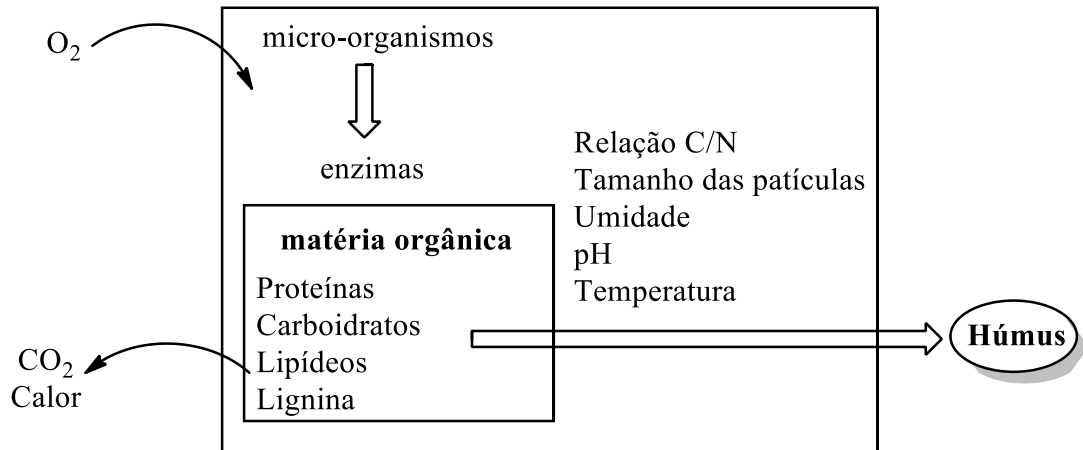 O₂
micro-organismos
enzimas
Relação C/N
Tamanho das patículas
Umidade
pH
Temperatura
matéria orgânica
Proteínas
Carboidratos
Lipídeos
Lignina
Húmus
CO₂
Calor